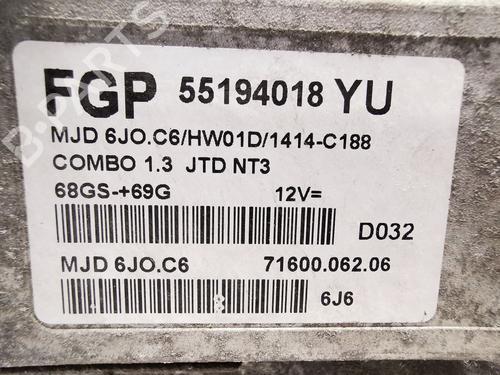 FGP 55194018 YU
MJD 6JO.C6/HW01D/1414-C188
COMBO 1.3 JTD NT3
68GS-+69G 12V=
D032
MJD 6JO.C6 71600.062.06
6J6
B-PARTS